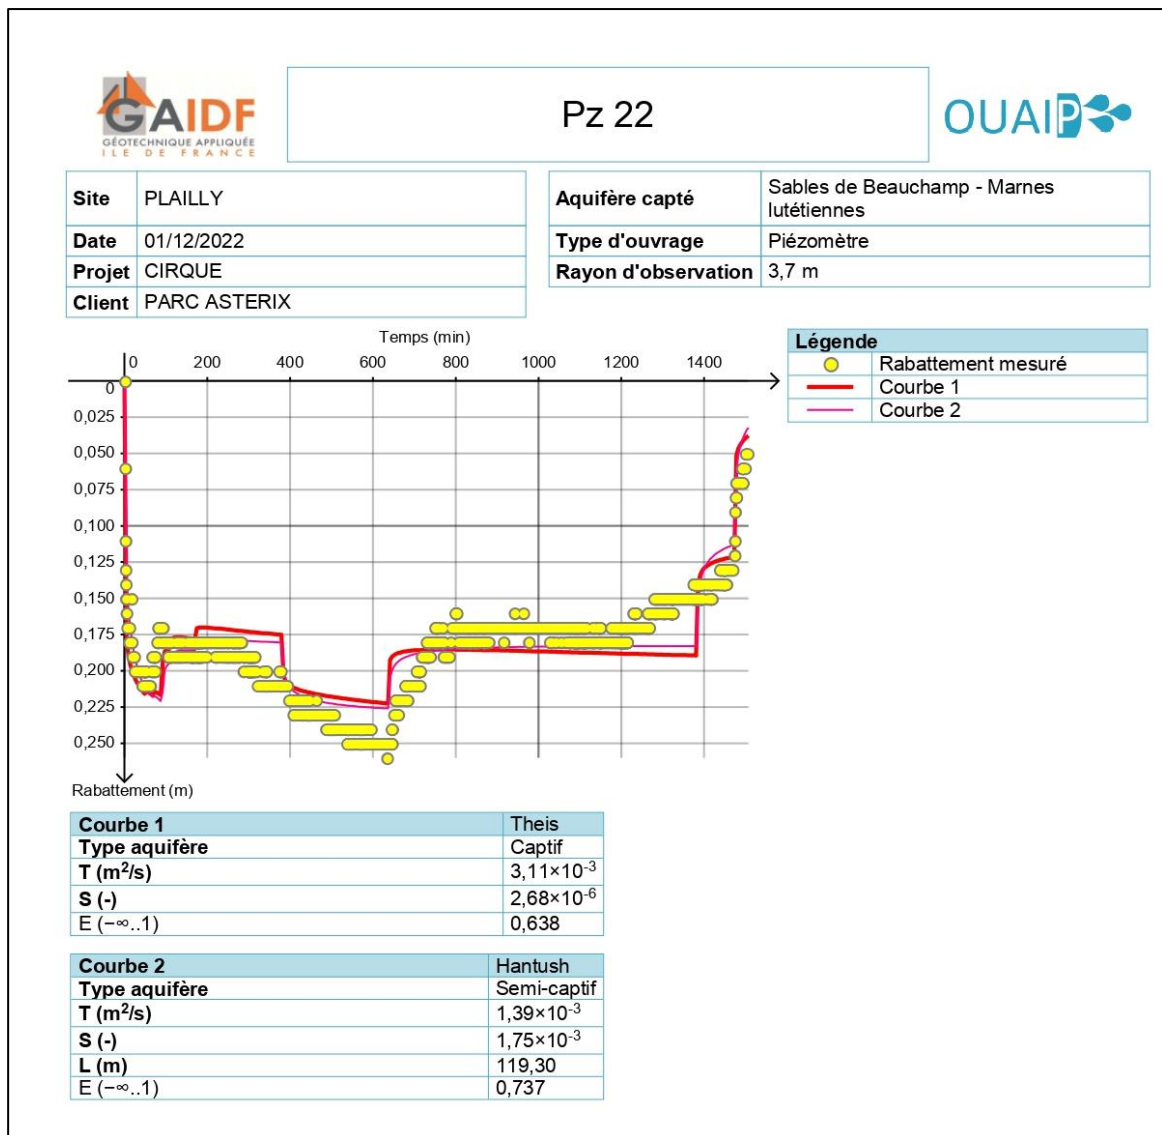 GAIDF
GÉOTECHNIQUE APPLIQUÉE
ILE DE FRANCE
Pz 22
OUAIP
Site PLAILLY
Date 01/12/2022
Projet CIRQUE
Client PARC ASTERIX
Aquifère capté Sables de Beauchamp - Marnes
lutétiennes
Type d'ouvrage Piézomètre
Rayon d'observation 3,7 m
Temps (min)
0 200 400 600 800 1000 1200 1400
0
0,025
0,050
0,075
0,100
0,125
0,150
0,175
0,200
0,225
0,250
Rabattement (m)
Légende
Rabattement mesuré
Courbe 1
Courbe 2
Courbe 1 Theis
Type aquifère Captif
T (m²/s) 3,11×10⁻³
S (-) 2,68×10⁻⁶
E (−∞..1) 0,638
Courbe 2 Hantush
Type aquifère Semi-captif
T (m²/s) 1,39×10⁻³
S (-) 1,75×10⁻³
L (m) 119,30
E (−∞..1) 0,737